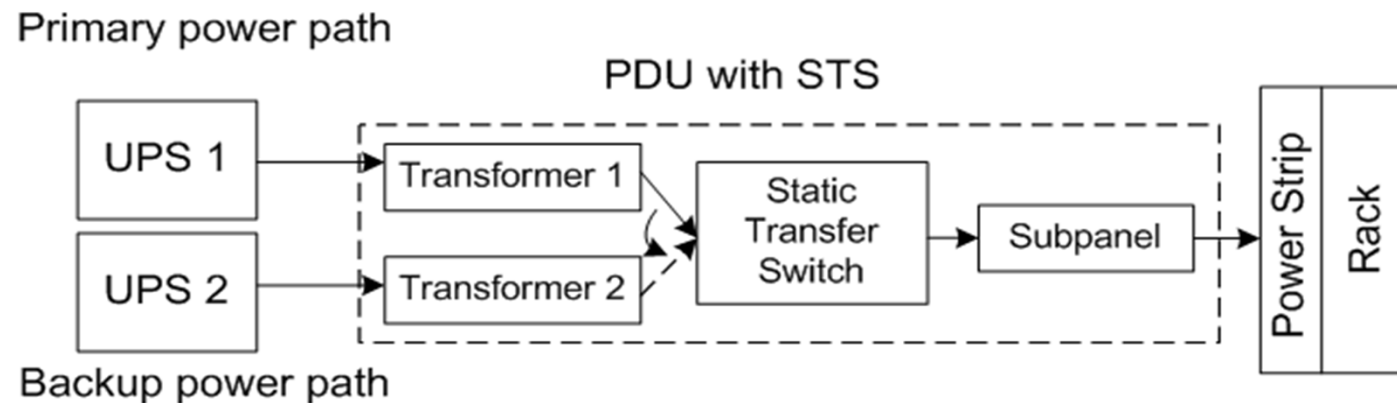 Primary power path
PDU with STS
UPS 1
Transformer 1
Static
Transfer
Switch
Subpanel
Power Strip
Rack
UPS 2
Transformer 2
Backup power path